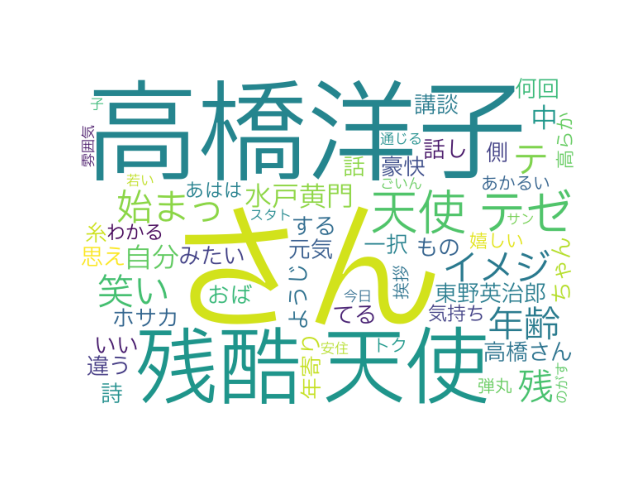 高橋洋子
さん
残酷 天使
天使 テーゼ
講談
何回
中
高らか
子
雰囲気
通じる
話し
側
テ
話
豪快
若い
あはは
水戸黄門
ごいん
あかるい
始まっ
スタト
する
サン
糸
わかる
一択
もの
嬉しい
思え
自分
みたい
元気
イメジ
ちゃん
笑い
おば
ようじ
今日
挨拶
東野英治郎
ホサカ
てる
気持ち
年齢
いい
年寄り
安住
トク
高橋さん
違う
詩
弾丸
残
のがす